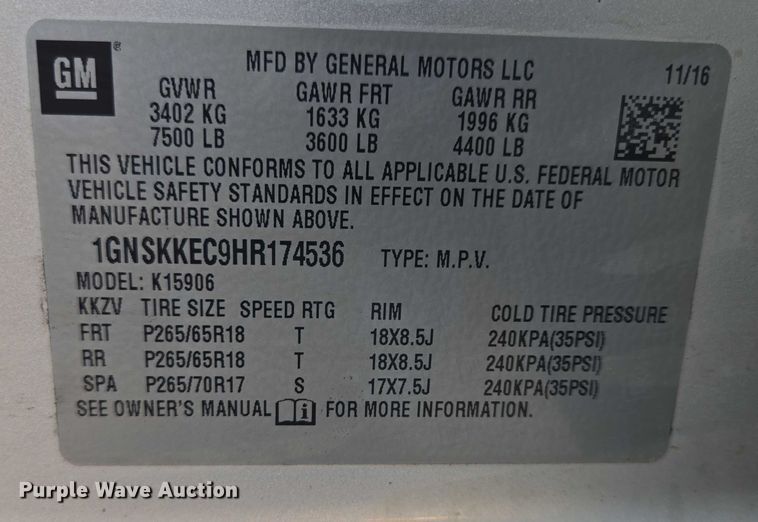 GM ®
MFD BY GENERAL MOTORS LLC 11/16
GVWR GAWR FRT GAWR RR
3402 KG 1633 KG 1996 KG
7500 LB 3600 LB 4400 LB
THIS VEHICLE CONFORMS TO ALL APPLICABLE U.S. FEDERAL MOTOR
VEHICLE SAFETY STANDARDS IN EFFECT ON THE DATE OF
MANUFACTURE SHOWN ABOVE.
1GNSKKEC9HR174536 TYPE: M.P.V.
MODEL: K15906
KKZV TIRE SIZE SPEED RTG RIM COLD TIRE PRESSURE
FRT P265/65R18 T 18X8.5J 240KPA(35PSI)
RR P265/65R18 T 18X8.5J 240KPA(35PSI)
SPA P265/70R17 S 17X7.5J 240KPA(35PSI)
SEE OWNER'S MANUAL i FOR MORE INFORMATION.
Purple Wave Auction